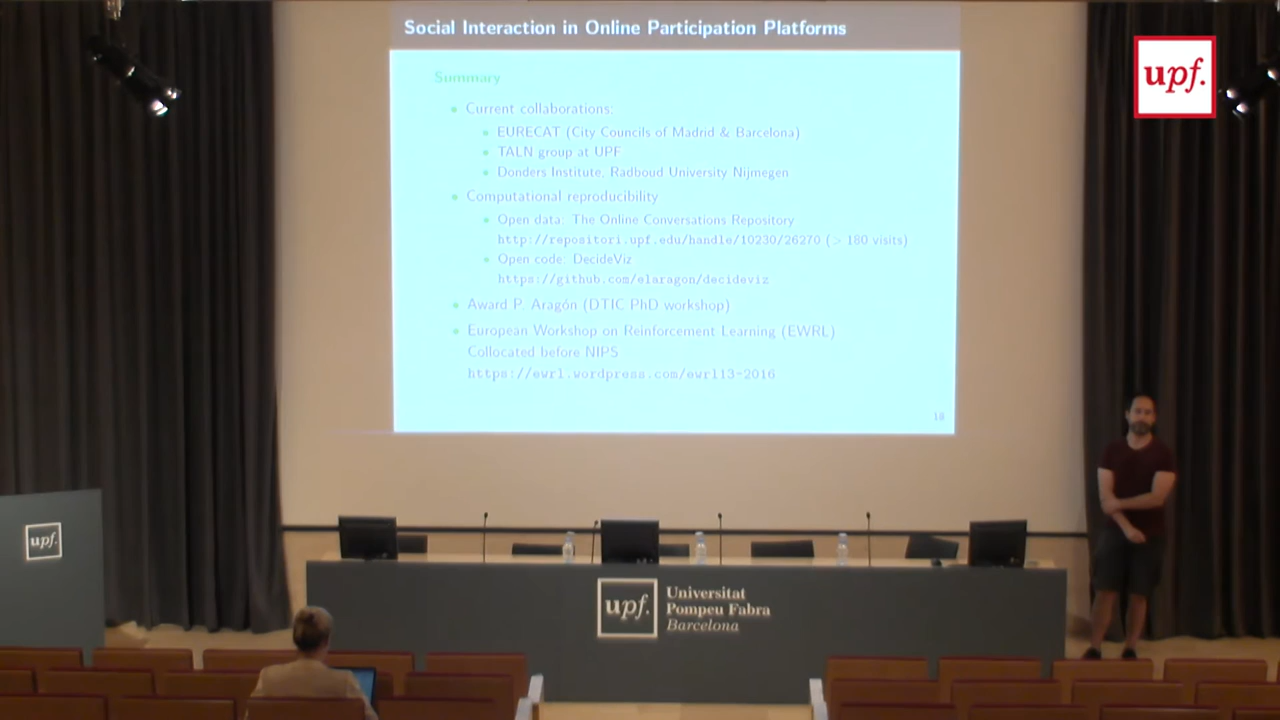 Social Interaction in Online Participation Platforms
upf.
Summary
Current collaborations:
EURECAT (City Councils of Madrid & Barcelona)
TALN group at UPF
Donders Institute, Radboud University Nijmegen
Computational reproducibility
Open data: The Online Conversations Repository
http://repositori.upf.edu/handle/10230/26270 (> 180 visits)
Open code: DecideViz
https://github.com/elaragon/decideviz
Award P. Aragón (DTIC PhD workshop)
European Workshop on Reinforcement Learning (EWRL)
Collocated before NIPS
https://ewrl.wordpress.com/ewrl13-2016
18
upf.
upf.
Universitat
Pompeu Fabra
Barcelona